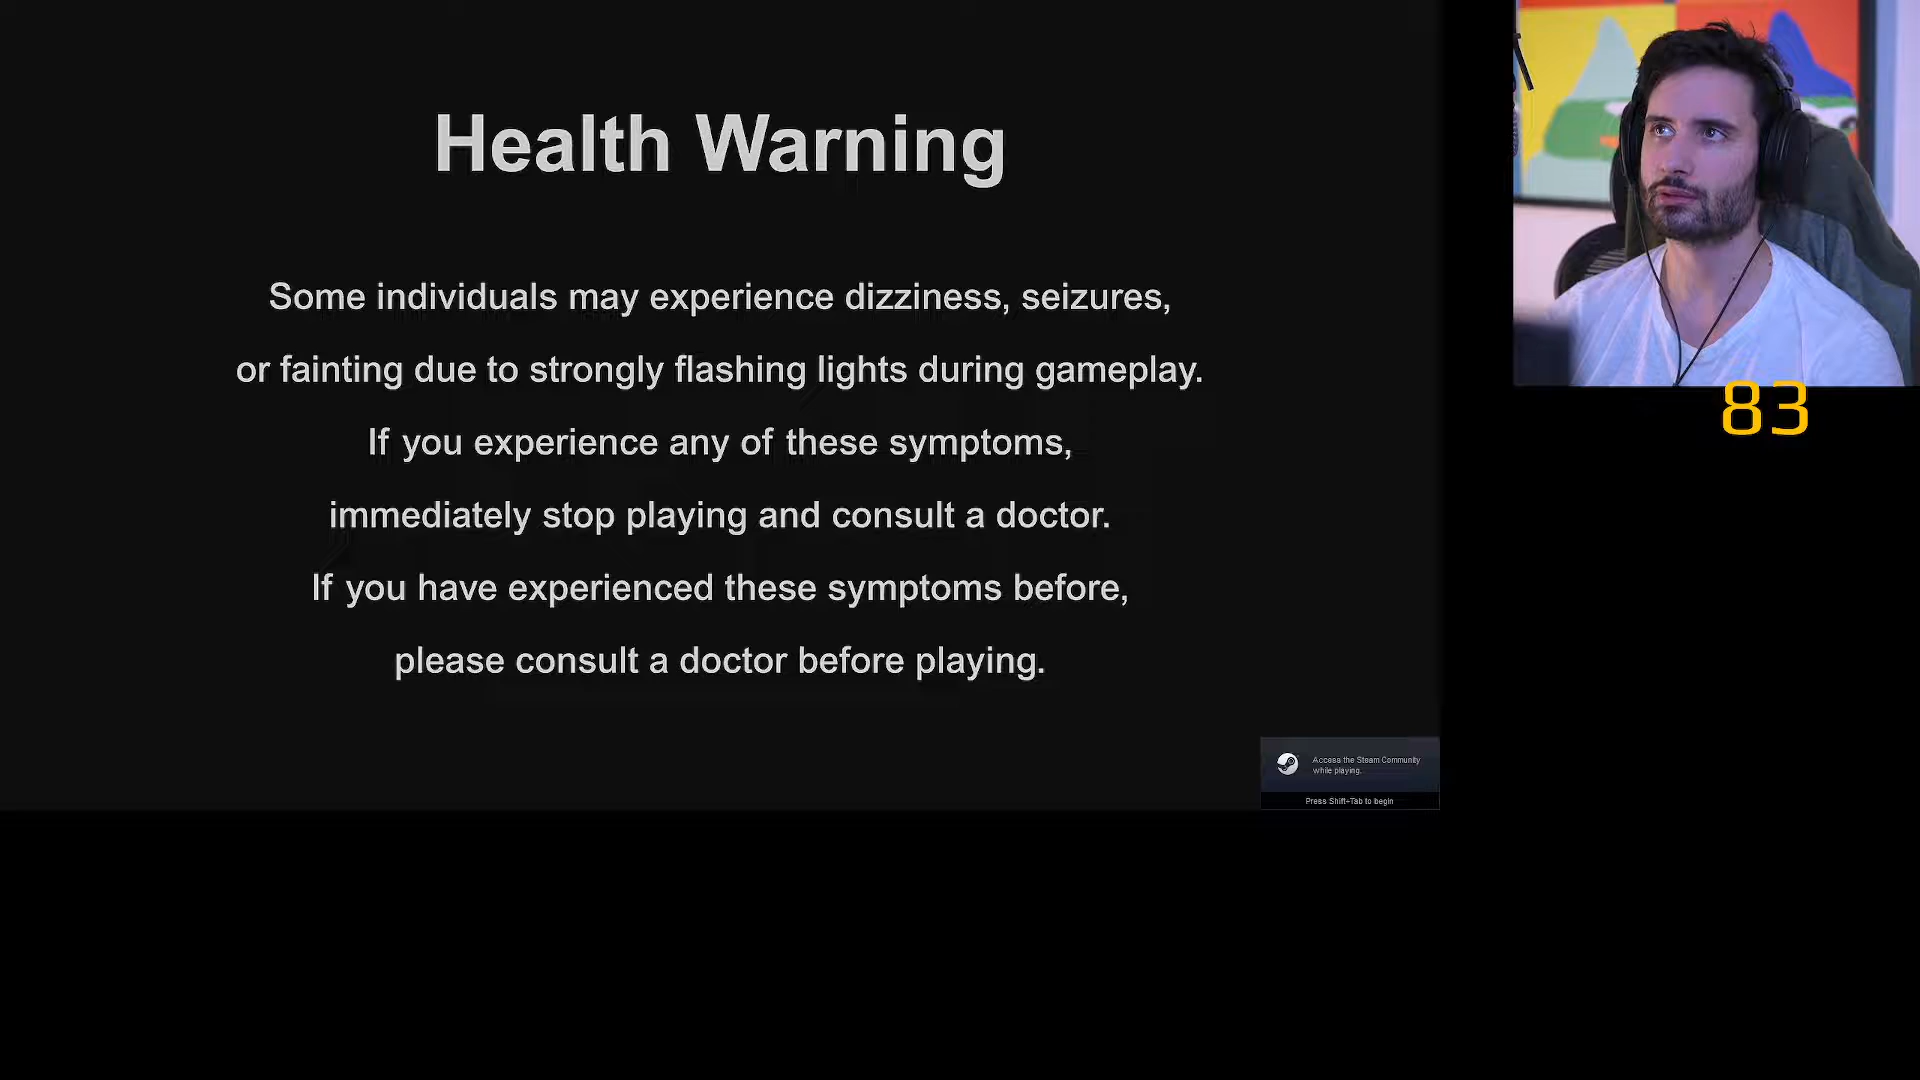 Health Warning
Some individuals may experience dizziness, seizures,
or fainting due to strongly flashing lights during gameplay.
If you experience any of these symptoms,
immediately stop playing and consult a doctor.
If you have experienced these symptoms before,
please consult a doctor before playing.
Access the Steam Community
while playing.
Press Shift+Tab to begin
83